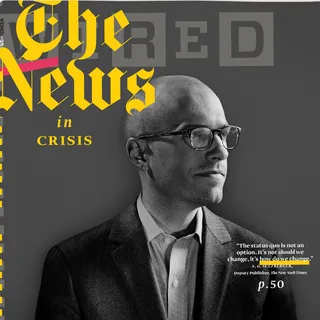 WIRED
The
News
in
CRISIS
"The status quo is not an
option. It's not should we
change, it's how do we change."
Deputy Publisher, The New York Times
p.50